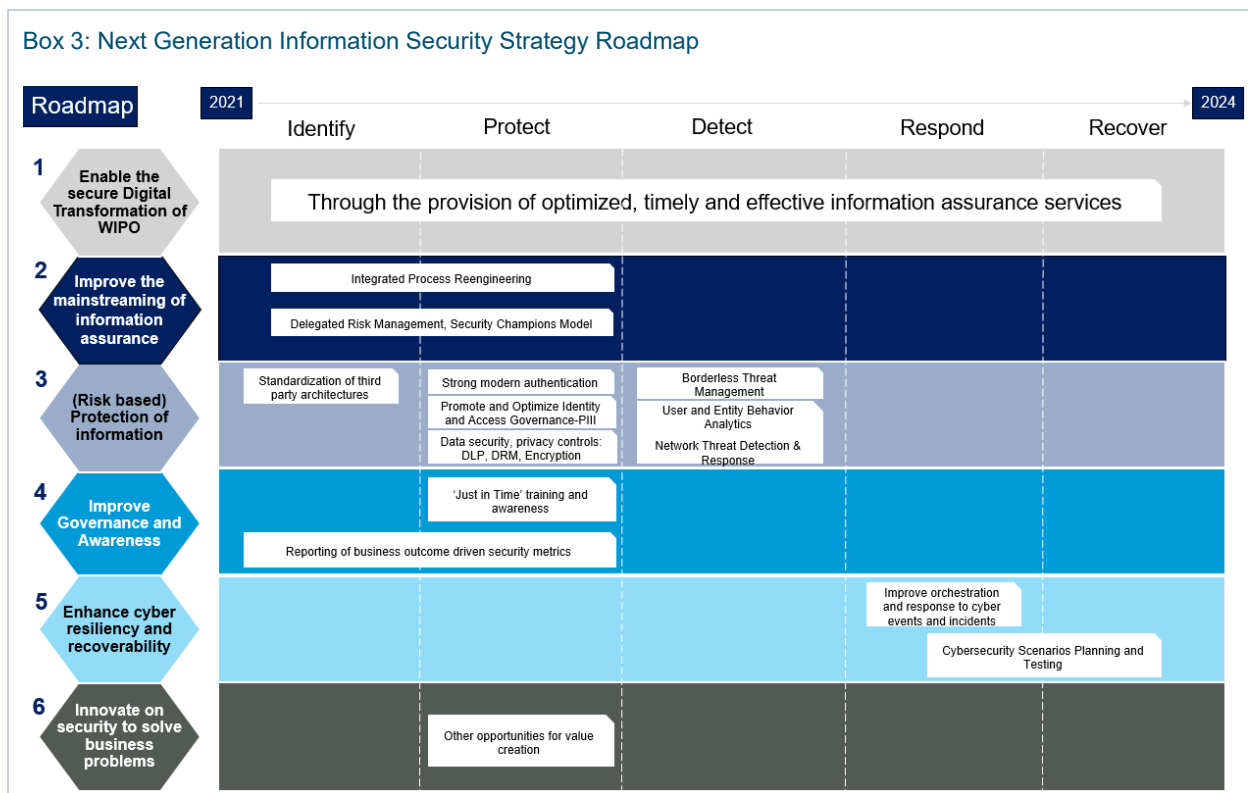 Box 3: Next Generation Information Security Strategy Roadmap
Roadmap
2021
2024
Identify
Protect
Detect
Respond
Recover
1
Enable the
secure Digital
Transformation of
WIPO
Through the provision of optimized, timely and effective information assurance services
2
Improve the
mainstreaming of
information
assurance
Integrated Process Reengineering
Delegated Risk Management, Security Champions Model
3
(Risk based)
Protection of
information
Standardization of third
party architectures
Strong modern authentication
Promote and Optimize Identity
and Access Governance-PIII
Data security, privacy controls:
DLP, DRM, Encryption
Borderless Threat
Management
User and Entity Behavior
Analytics
Network Threat Detection &
Response
4
Improve
Governance and
Awareness
‘Just in Time’ training and
awareness
Reporting of business outcome driven security metrics
5
Enhance cyber
resiliency and
recoverability
Improve orchestration
and response to cyber
events and incidents
Cybersecurity Scenarios Planning and
Testing
6
Innovate on
security to solve
business
problems
Other opportunities for value
creation